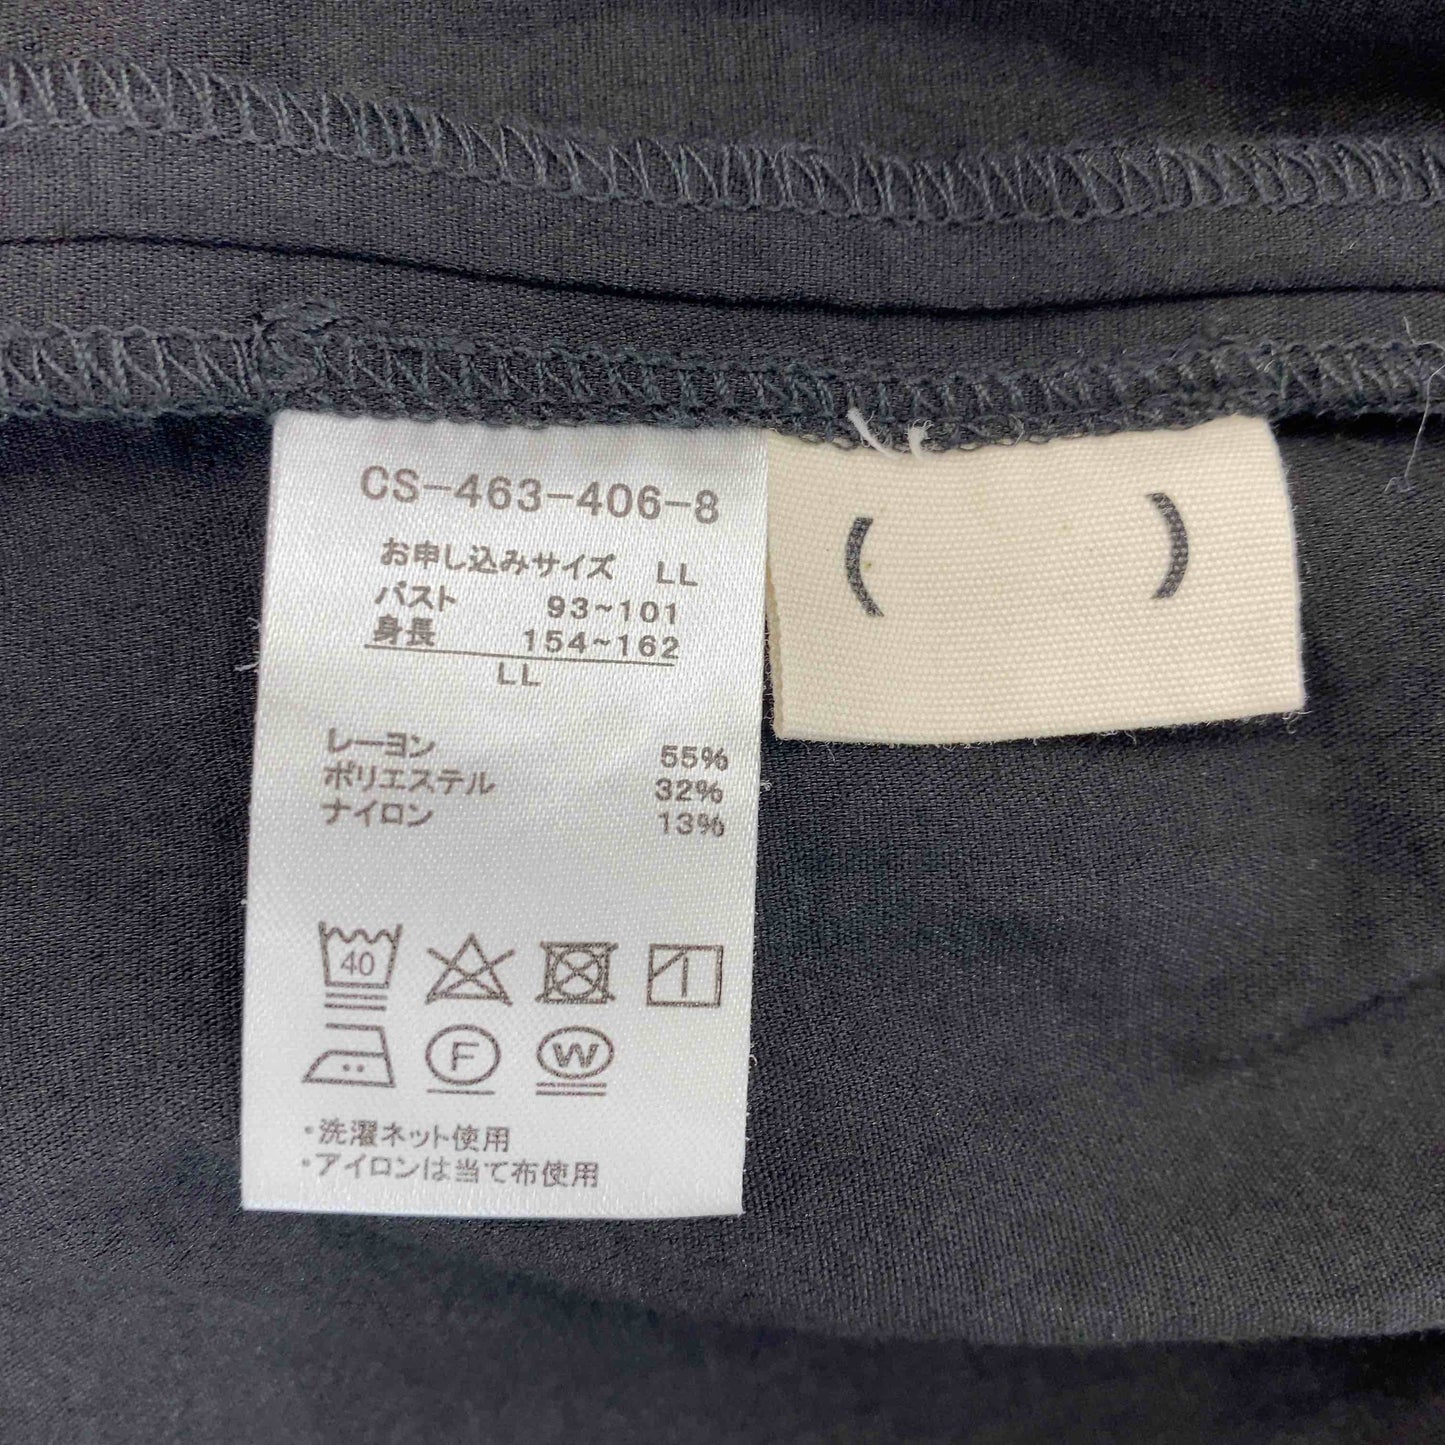 CS-463-406-8
お申し込みサイズ LL
バスト 93~101
身長 154~162
LL
レーヨン 55%
ポリエステル 32%
ナイロン 13%
40
F W
・洗濯ネット使用
・アイロンは当て布使用
( )